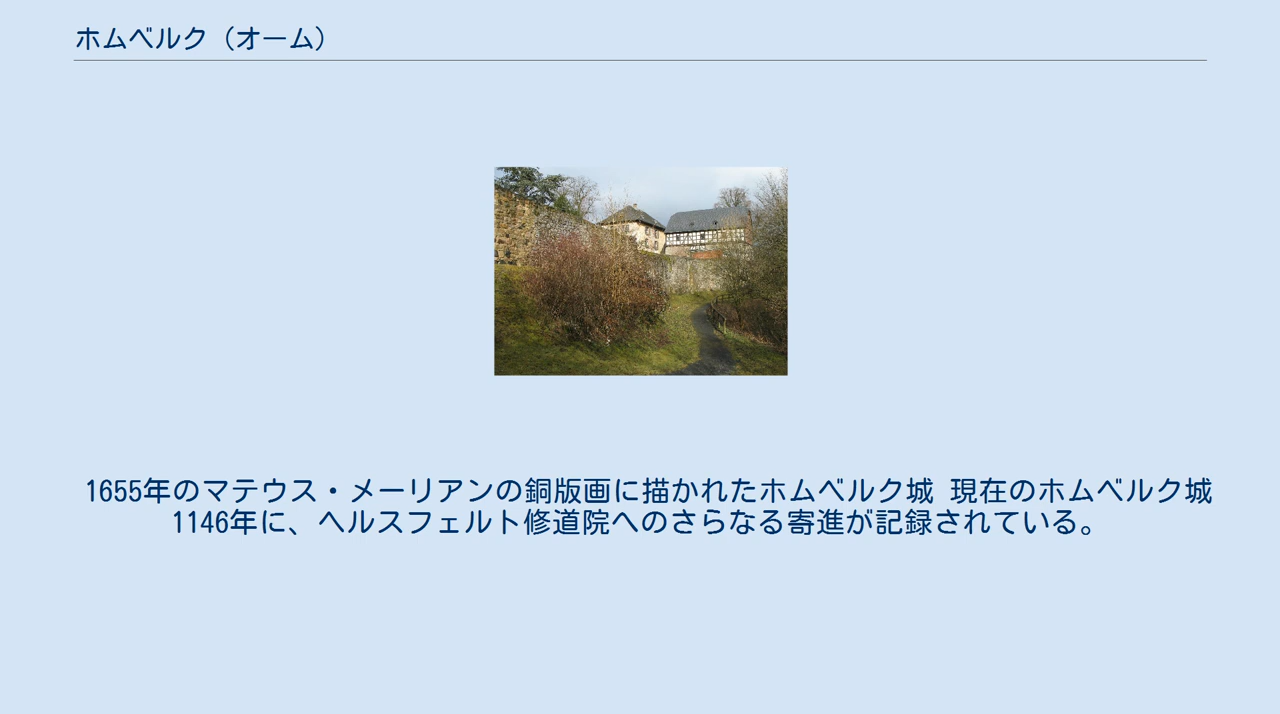 ホムベルク（オーム）
1655年のマテウス・メーリアンの銅版画に描かれたホムベルク城 現在のホムベルク城
1146年に、ヘルスフェルト修道院へのさらなる寄進が記録されている。